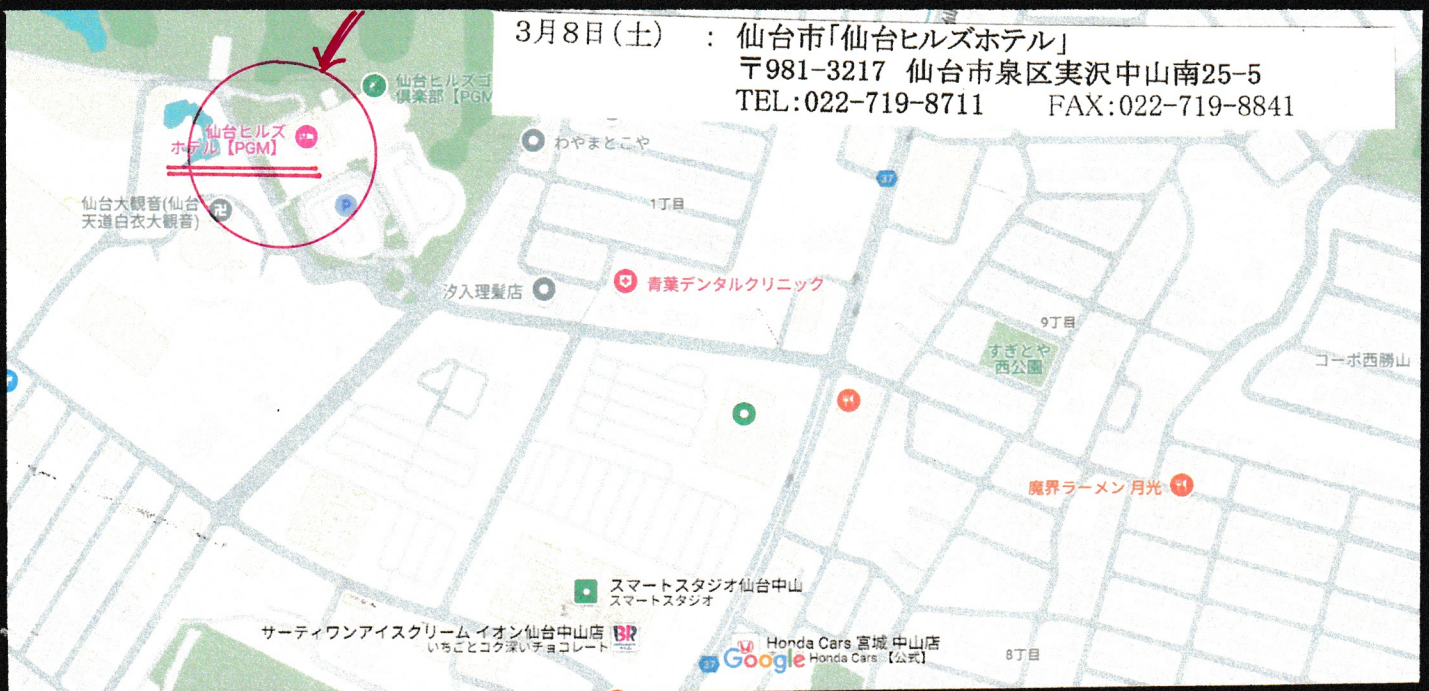 3月8日(土) : 仙台市「仙台ヒルズホテル」
〒981-3217 仙台市泉区実沢中山南25-5
TEL:022-719-8711 FAX:022-719-8841
仙台ヒルズゴ
倶楽部【PGM
仙台ヒルズ
ホテル【PGM】
わやまとこや
37
仙台大観音(仙台
天道白衣大観音)
卍
P
1丁目
汐入理髪店
青葉デンタルクリニック
9丁目
すぎとや
西公園
コーポ西勝山
魔界ラーメン 月光
スマートスタジオ仙台中山
スマートスタジオ
サーティワンアイスクリーム イオン仙台中山店
いちごとコク深いチョコレート
BR
Honda Cars 宮城 中山店
Honda Cars 【公式】
37
Google
8丁目